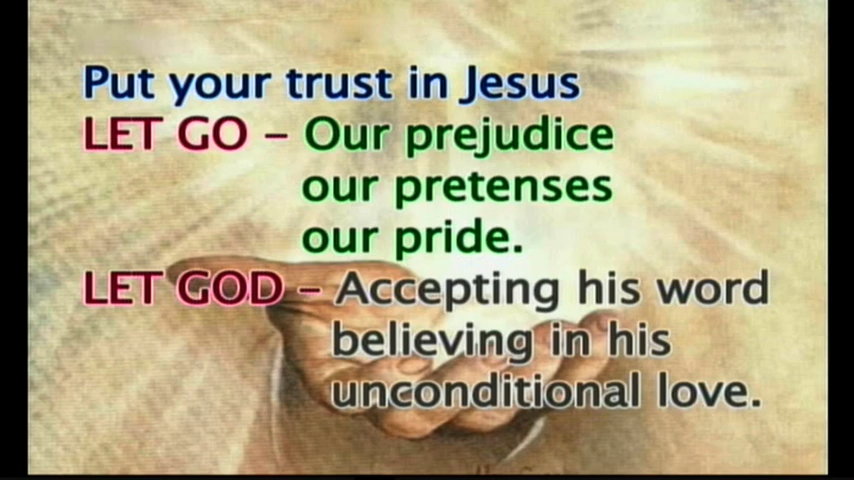 Put your trust in Jesus
LET GO – Our prejudice
our pretenses
our pride.
LET GOD – Accepting his word
believing in his
unconditional love.